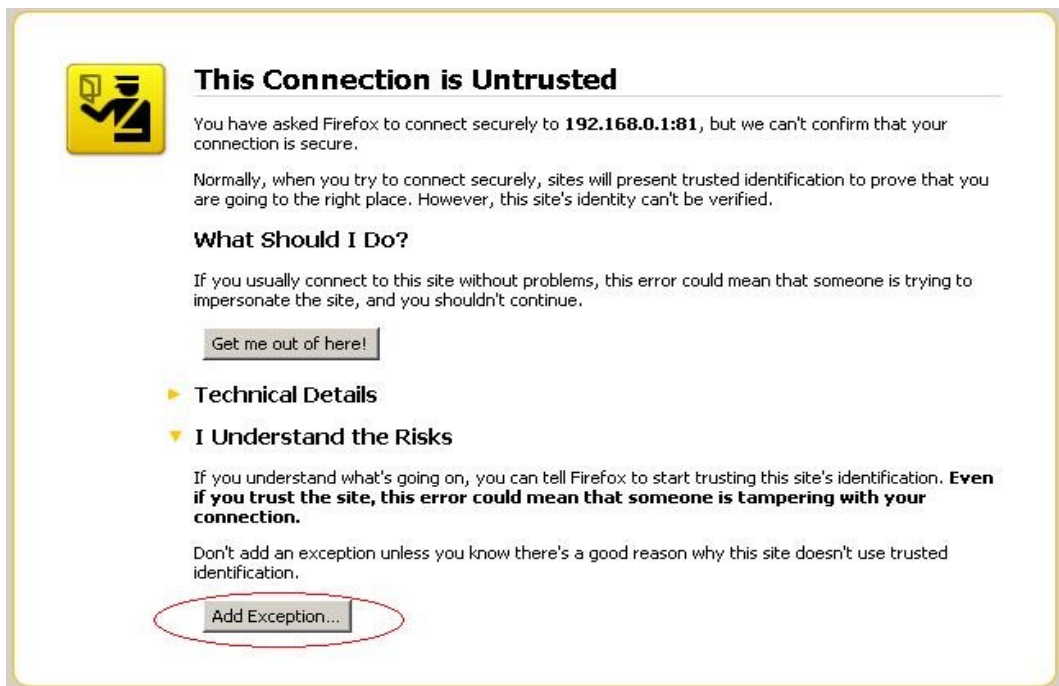 This Connection is Untrusted
You have asked Firefox to connect securely to 192.168.0.1:81, but we can't confirm that your
connection is secure.
Normally, when you try to connect securely, sites will present trusted identification to prove that you
are going to the right place. However, this site's identity can't be verified.
What Should I Do?
If you usually connect to this site without problems, this error could mean that someone is trying to
impersonate the site, and you shouldn't continue.
Get me out of here!
Technical Details
I Understand the Risks
If you understand what's going on, you can tell Firefox to start trusting this site's identification. Even
if you trust the site, this error could mean that someone is tampering with your
connection.
Don't add an exception unless you know there's a good reason why this site doesn't use trusted
identification.
Add Exception...